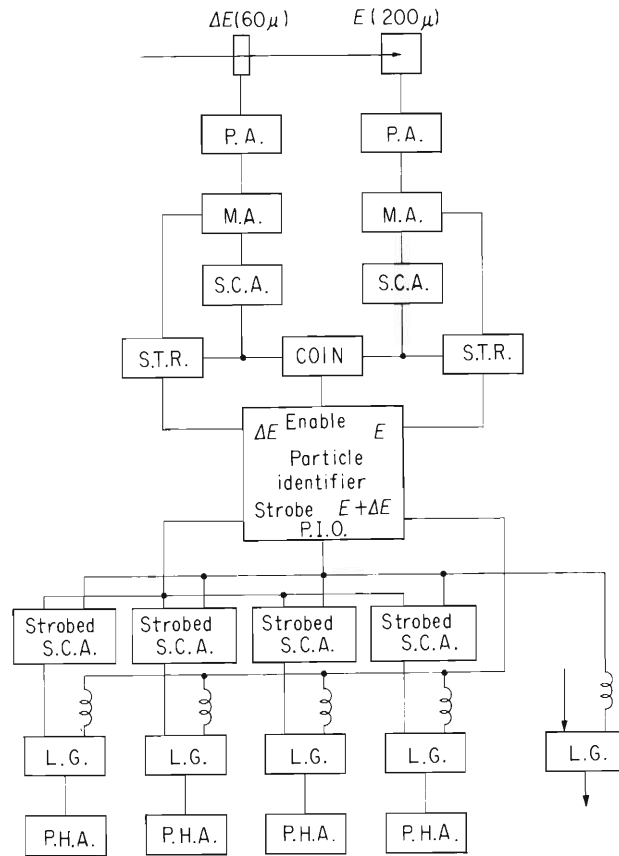 ΔE(60μ) E(200μ)
P.A. P.A.
M.A. M.A.
S.C.A. S.C.A.
S.T.R. COIN S.T.R.
ΔE Enable E
Particle
identifier
Strobe E+ΔE
P.I.O.
Strobed Strobed Strobed Strobed
S.C.A. S.C.A. S.C.A. S.C.A.
L.G. L.G. L.G. L.G. L.G.
P.H.A. P.H.A. P.H.A. P.H.A.